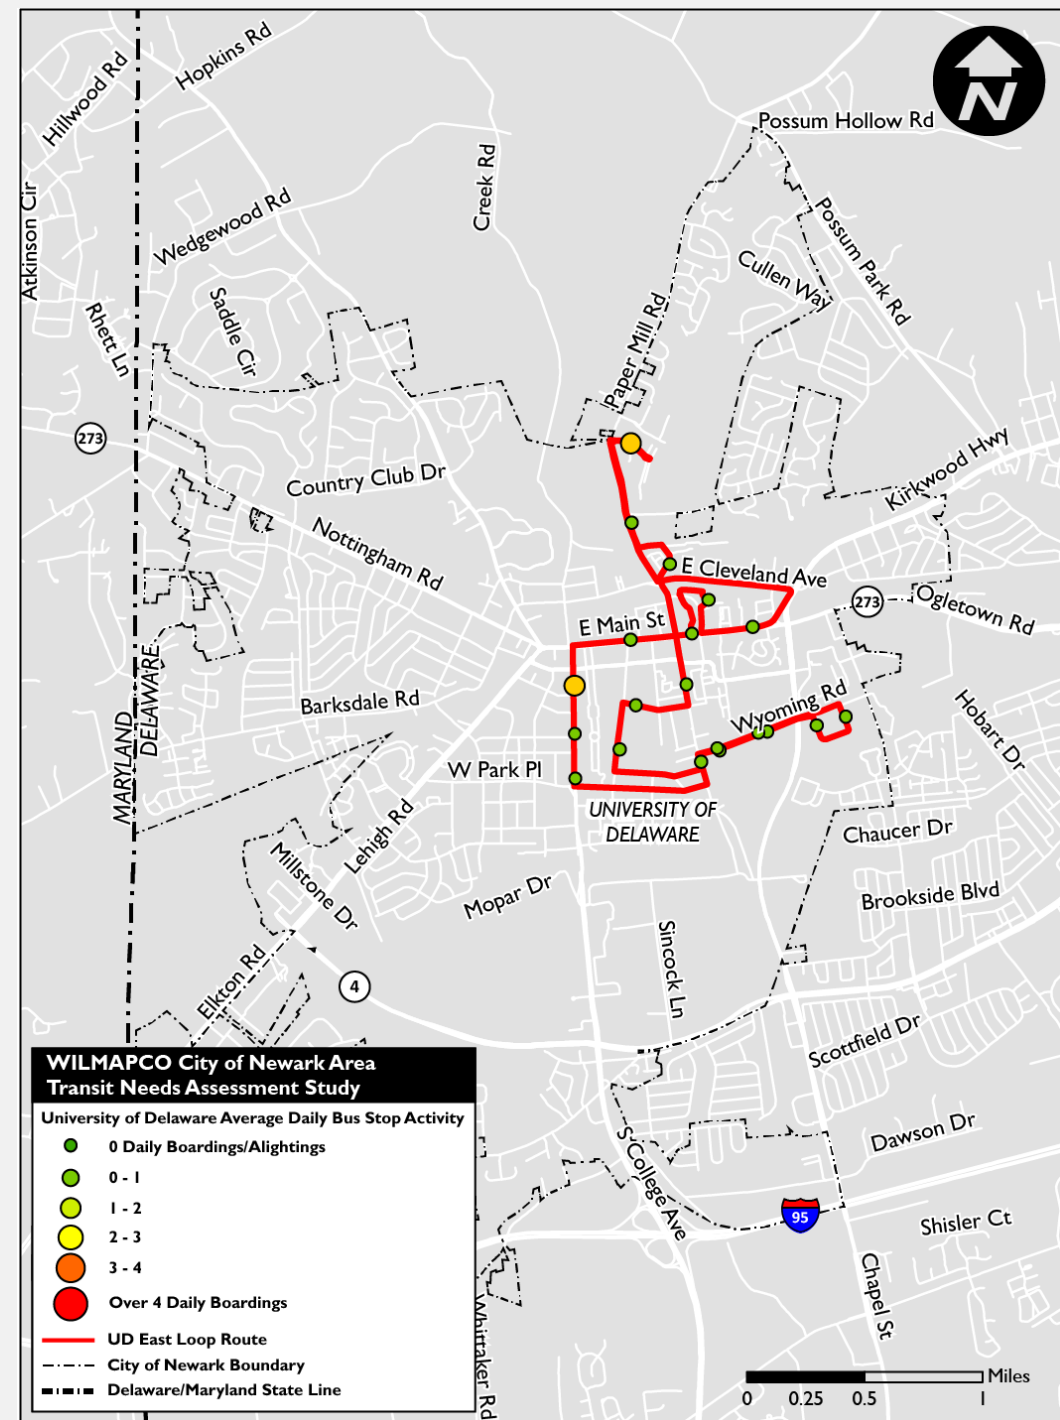 Hopkins Rd
Hillwood Rd
N
Possum Hollow Rd
Creek Rd
Atkinson Cir
Wedgewood Rd
Possum Park Rd
Cullen Way
Saddle Cir
Rhett Ln
Paper Mill Rd
273
Country Club Dr
Kirkwood Hwy
Nottingham Rd
E Cleveland Ave
273
Ogletown Rd
E Main St
MARYLAND
DELAWARE
Barksdale Rd
Wyoming Rd
Hobart Dr
W Park Pl
UNIVERSITY OF
DELAWARE
Chaucer Dr
Lehigh Rd
Millstone Dr
Mopar Dr
Brookside Blvd
Sincock Ln
Elkton Rd
4
Scottfield Dr
S College Ave
Dawson Dr
95
Shisler Ct
Chapel St
Whittaker Rd
WILMAPCO City of Newark Area
Transit Needs Assessment Study
University of Delaware Average Daily Bus Stop Activity
0 Daily Boardings/Alightings
0 - 1
1 - 2
2 - 3
3 - 4
Over 4 Daily Boardings
UD East Loop Route
City of Newark Boundary
Delaware/Maryland State Line
Miles
0 0.25 0.5 1